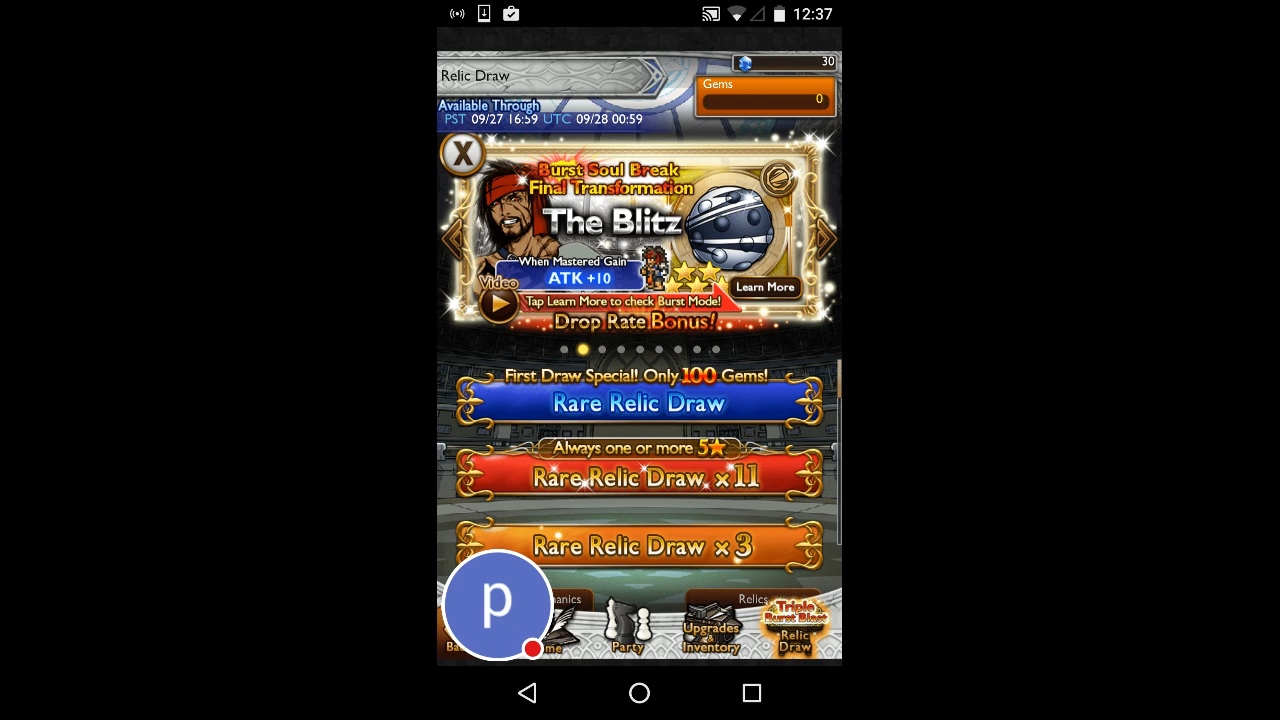 12:37
30
Relic Draw
Gems
0
Available Through
PST 09/27 16:59 UTC 09/28 00:59
X
Burst Soul Break
Final Transformation
The Blitz
When Mastered Gain
ATK +10
Video
Learn More
Tap Learn More to check Burst Mode!
Drop Rate Bonus!
First Draw Special! Only 100 Gems!
Rare Relic Draw
Always one or more 5★
Rare Relic Draw x11
Rare Relic Draw x3
p
Relics
Triple
Burst Blast
Party
Upgrades
&
Inventory
Relic
Draw